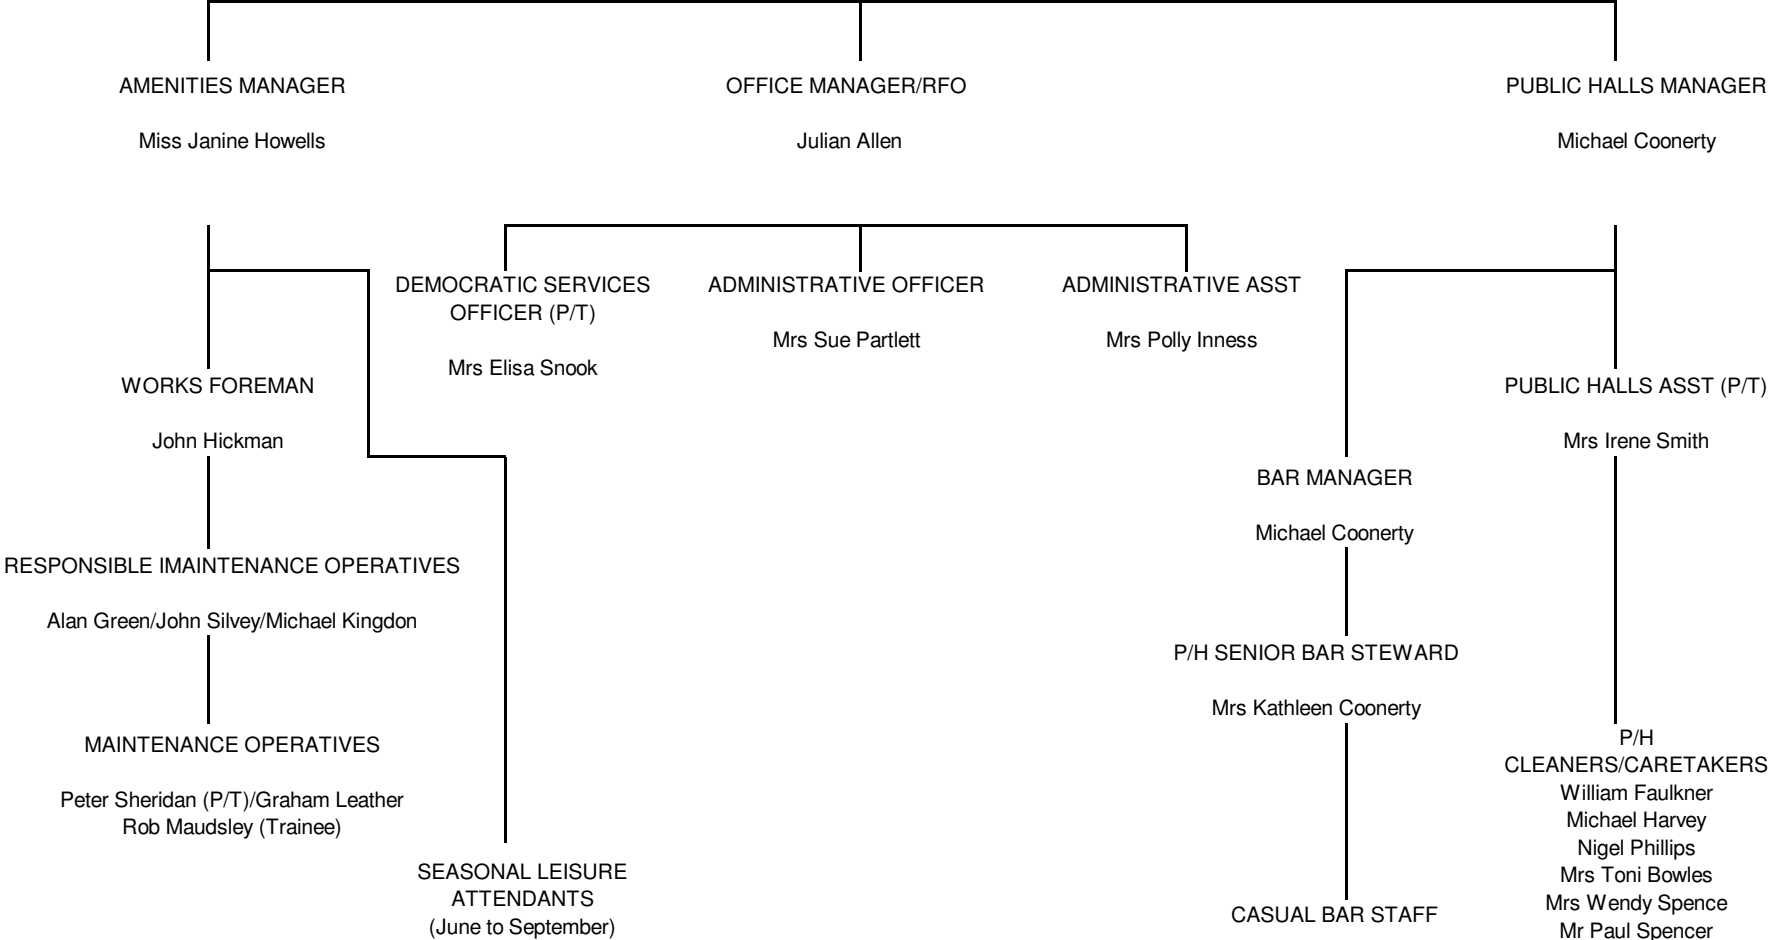 AMENITIES MANAGER
Miss Janine Howells
OFFICE MANAGER/RFO
Julian Allen
PUBLIC HALLS MANAGER
Michael Coonerty
DEMOCRATIC SERVICES
OFFICER (P/T)
Mrs Elisa Snook
ADMINISTRATIVE OFFICER
Mrs Sue Partlett
ADMINISTRATIVE ASST
Mrs Polly Inness
WORKS FOREMAN
John Hickman
PUBLIC HALLS ASST (P/T)
Mrs Irene Smith
BAR MANAGER
Michael Coonerty
RESPONSIBLE IMAINTENANCE OPERATIVES
Alan Green/John Silvey/Michael Kingdon
P/H SENIOR BAR STEWARD
Mrs Kathleen Coonerty
MAINTENANCE OPERATIVES
Peter Sheridan (P/T)/Graham Leather
Rob Maudsley (Trainee)
P/H
CLEANERS/CARETAKERS
William Faulkner
Michael Harvey
Nigel Phillips
Mrs Toni Bowles
Mrs Wendy Spence
Mr Paul Spencer
SEASONAL LEISURE
ATTENDANTS
(June to September)
CASUAL BAR STAFF